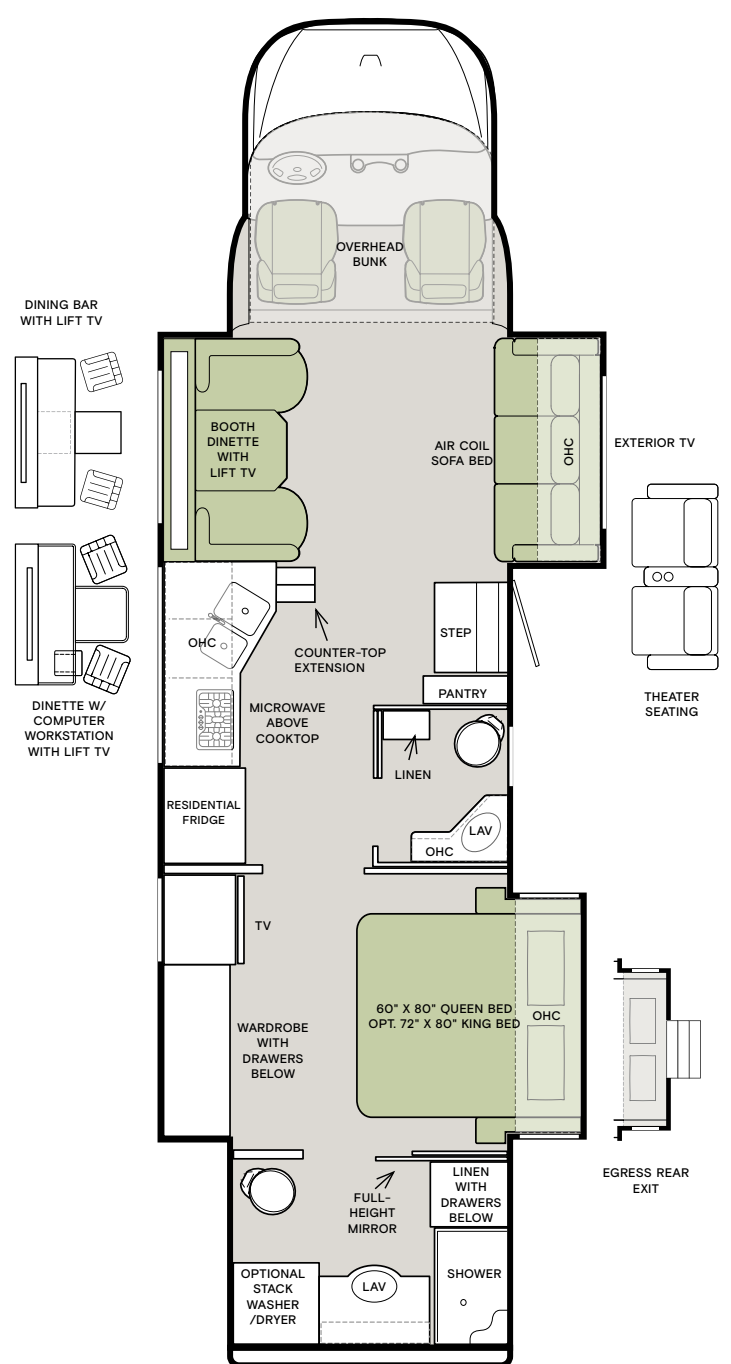 OVERHEAD
BUNK
DINING BAR
WITH LIFT TV
BOOTH
DINETTE
WITH
LIFT TV
AIR COIL
SOFA BED
OHC
EXTERIOR TV
OHC
STEP
COUNTER-TOP
EXTENSION
PANTRY
THEATER
SEATING
DINETTE W/
COMPUTER
WORKSTATION
WITH LIFT TV
MICROWAVE
ABOVE
COOKTOP
LINEN
RESIDENTIAL
FRIDGE
LAV
OHC
TV
60" X 80" QUEEN BED
OPT. 72" X 80" KING BED
OHC
WARDROBE
WITH
DRAWERS
BELOW
EGRESS REAR
EXIT
FULL-
HEIGHT
MIRROR
LINEN
WITH
DRAWERS
BELOW
OPTIONAL
STACK
WASHER
/DRYER
LAV
SHOWER